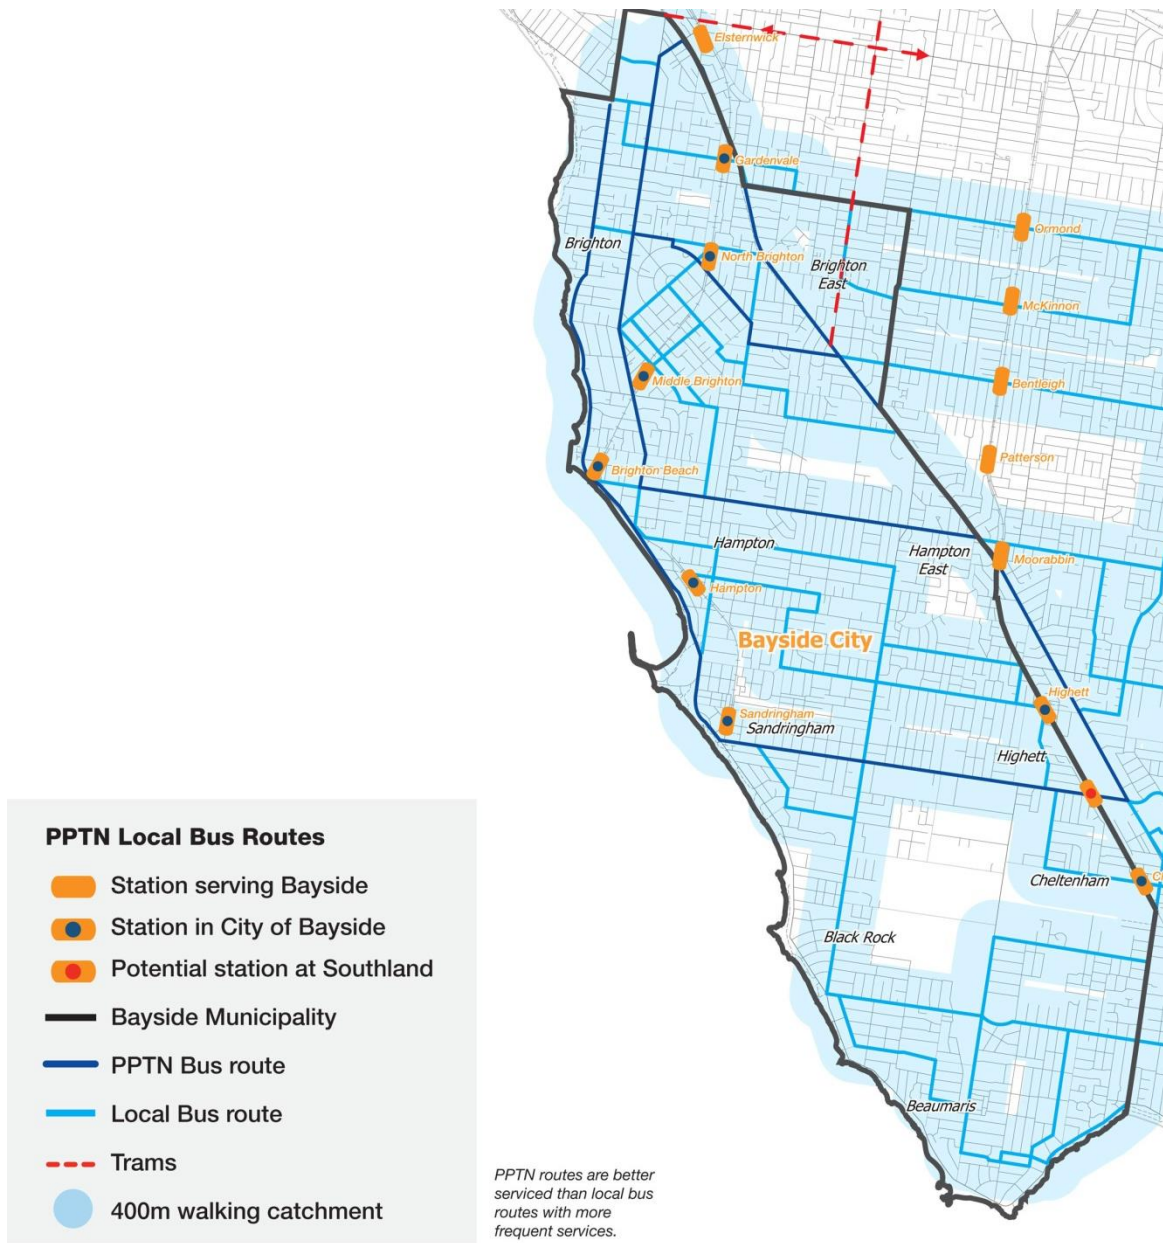 Elsternwick
Gardenvale
Ormond
Brighton
North Brighton
Brighton
East
McKinnon
Middle Brighton
Bentleigh
Patterson
Brighton Beach
Hampton
Hampton
East
Moorabbin
Hampton
Bayside City
Highett
Sandringham
Sandringham
Highett
Cheltenham
Black Rock
Beaumaris
PPTN Local Bus Routes
Station serving Bayside
Station in City of Bayside
Potential station at Southland
Bayside Municipality
PPTN Bus route
Local Bus route
Trams
400m walking catchment
PPTN routes are better
serviced than local bus
routes with more
frequent services.